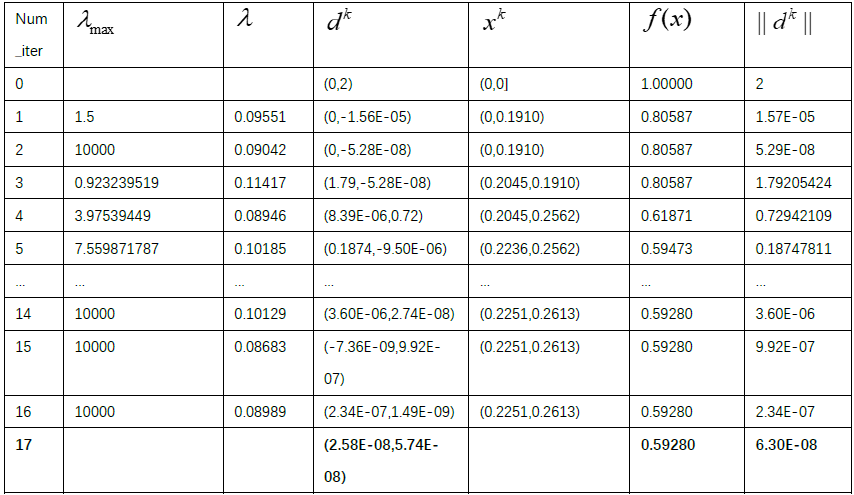 Num _iter λmax λ d^k x^k f(x) || d^k ||
0 (0,2) (0,0] 1.00000 2
1 1.5 0.09551 (0,-1.56E-05) (0,0.1910) 0.80587 1.57E-05
2 10000 0.09042 (0,-5.28E-08) (0,0.1910) 0.80587 5.29E-08
3 0.923239519 0.11417 (1.79,-5.28E-08) (0.2045,0.1910) 0.80587 1.79205424
4 3.97539449 0.08946 (8.39E-06,0.72) (0.2045,0.2562) 0.61871 0.72942109
5 7.559871787 0.10185 (0.1874,-9.50E-06) (0.2236,0.2562) 0.59473 0.18747811
... ... ... ... ... ... ...
14 10000 0.10129 (3.60E-06,2.74E-08) (0.2251,0.2613) 0.59280 3.60E-06
15 10000 0.08683 (-7.36E-09,9.92E- (0.2251,0.2613) 0.59280 9.92E-07
07)
16 10000 0.08989 (2.34E-07,1.49E-09) (0.2251,0.2613) 0.59280 2.34E-07
17 (2.58E-08,5.74E- 0.59280 6.30E-08
08)